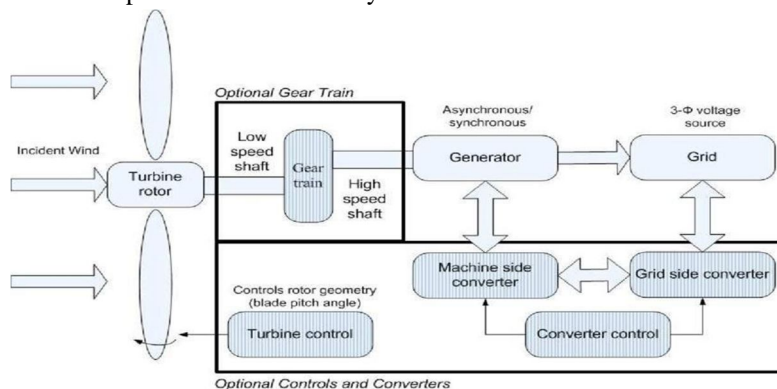 Optional Gear Train
Asynchronous/
synchronous
3-Φ voltage
source
Incident Wind
Low
speed
shaft
Gear
train
High
speed
shaft
Turbine
rotor
Generator
Grid
Machine side
converter
Grid side converter
Controls rotor geometry
(blade pitch angle)
Turbine control
Converter control
Optional Controls and Converters